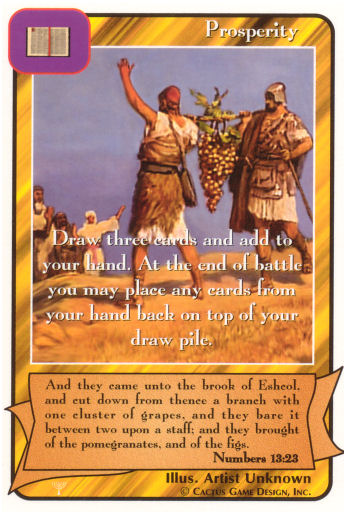 Prosperity
Draw three cards and add to
your hand. At the end of battle
you may place any cards from
your hand back on top of your
draw pile.
And they came unto the brook of Eshcol,
and cut down from thence a branch with
one cluster of grapes, and they bare it
between two upon a staff; and they brought
of the pomegranates, and of the figs.
Numbers 13:23
Illus. Artist Unknown
© Cactus Game Design, Inc.